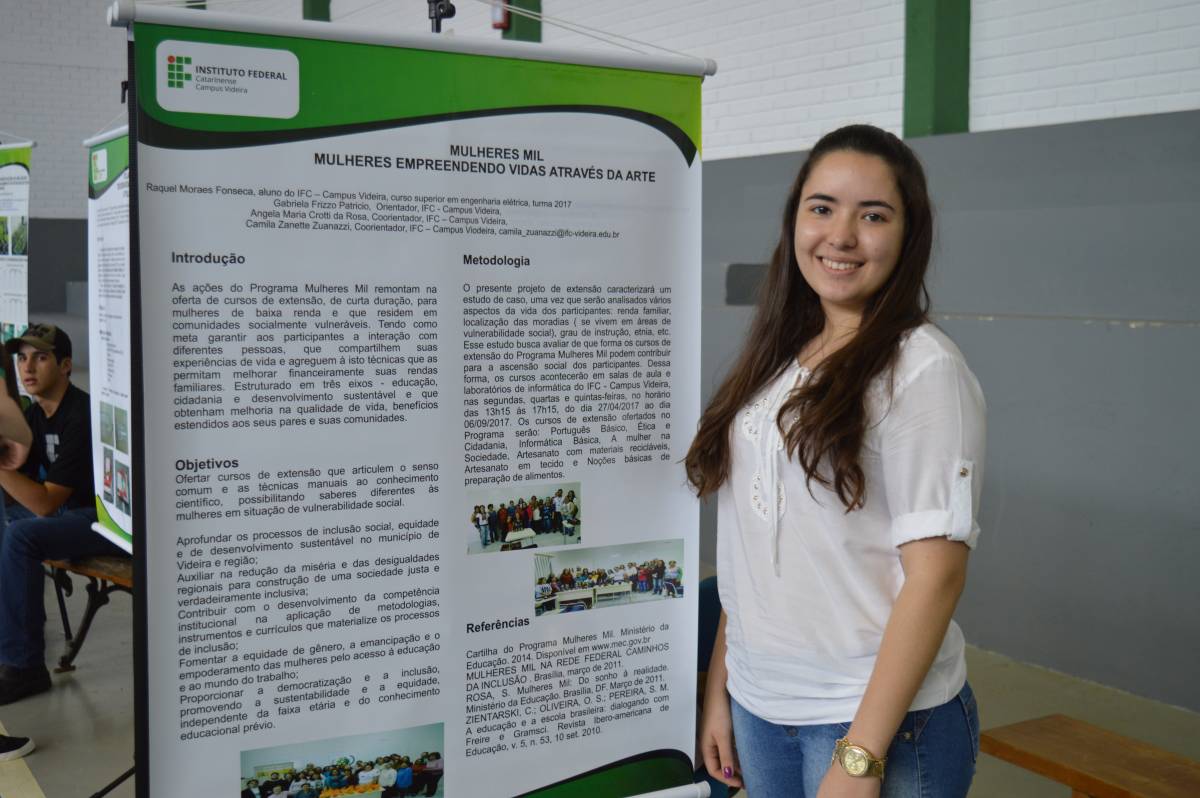 INSTITUTO FEDERAL
Catarinense
Campus Videira
MULHERES MIL
MULHERES EMPREENDENDO VIDAS ATRAVÉS DA ARTE
Raquel Moraes Fonseca, aluno do IFC – Campus Videira, curso superior em engenharia elétrica, turma 2017
Gabriela Frizzo Patricio, Orientador, IFC - Campus Videira,
Angela Maria Crotti da Rosa, Coorientador, IFC – Campus Videira,
Camila Zanette Zuanazzi, Coorientador, IFC – Campus Viodeira, camila_zuanazzi@ifc-videira.edu.br
Introdução
As ações do Programa Mulheres Mil remontam na
oferta de cursos de extensão, de curta duração, para
mulheres de baixa renda e que residem em
comunidades socialmente vulneráveis. Tendo como
meta garantir aos participantes a interação com
diferentes pessoas, que compartilhem suas
experiências de vida e agreguem à isto técnicas que as
permitam melhorar financeiramente suas rendas
familiares. Estruturado em três eixos - educação,
cidadania e desenvolvimento sustentável e que
obtenham melhoria na qualidade de vida, benefícios
estendidos aos seus pares e suas comunidades.
Objetivos
Ofertar cursos de extensão que articulem o senso
comum e as técnicas manuais ao conhecimento
científico, possibilitando saberes diferentes às
mulheres em situação de vulnerabilidade social.
Aprofundar os processos de inclusão social, equidade
e de desenvolvimento sustentável no município de
Videira e região;
Auxiliar na redução da miséria e das desigualdades
regionais para construção de uma sociedade justa e
verdadeiramente inclusiva;
Contribuir com o desenvolvimento da competência
institucional na aplicação de metodologias,
instrumentos e currículos que materialize os processos
de inclusão;
Fomentar a equidade de gênero, a emancipação e o
empoderamento das mulheres pelo acesso à educação
e ao mundo do trabalho;
Proporcionar a democratização e a inclusão,
promovendo a sustentabilidade e a equidade,
independente da faixa etária e do conhecimento
educacional prévio.
Metodologia
O presente projeto de extensão caracterizará um
estudo de caso, uma vez que serão analisados vários
aspectos da vida dos participantes: renda familiar,
localização das moradias ( se vivem em áreas de
vulnerabilidade social), grau de instrução, etnia, etc.
Esse estudo busca avaliar de que forma os cursos de
extensão do Programa Mulheres Mil podem contribuir
para a ascensão social dos participantes. Dessa
forma, os cursos acontecerão em salas de aula e
laboratórios de informática do IFC - Campus Videira,
nas segundas, quartas e quintas-feiras, no horário
das 13h15 às 17h15, do dia 27/04/2017 ao dia
06/09/2017. Os cursos de extensão ofertados no
Programa serão: Português Básico, Ética e
Cidadania, Informática Básica, A mulher na
Sociedade, Artesanato com materiais recicláveis,
Artesanato em tecido e Noções básicas de
preparação de alimentos.
Referências
Cartilha do Programa Mulheres Mil. Ministério da
Educação. 2014. Disponível em www.mec.gov.br
MULHERES MIL NA REDE FEDERAL CAMINHOS
DA INCLUSÃO . Brasília, março de 2011.
ROSA, S. Mulheres Mil: Do sonho à realidade.
Ministério da Educação. Brasília, DF. Março de 2011.
ZIENTARSKI, C.; OLIVEIRA, O. S.; PEREIRA, S. M.
A educação e a escola brasileira: dialogando com
Freire e Gramsci. Revista Ibero-americana de
Educação, v. 5, n. 53, 10 set. 2010.